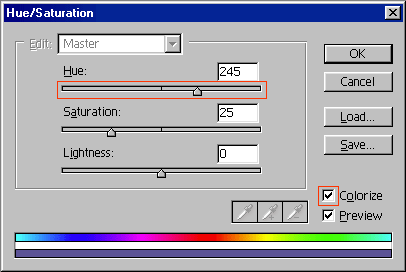 Hue/Saturation
Edit: Master
OK
Hue: 245
Cancel
Saturation: 25
Load...
Lightness: 0
Save...
Colorize
Preview